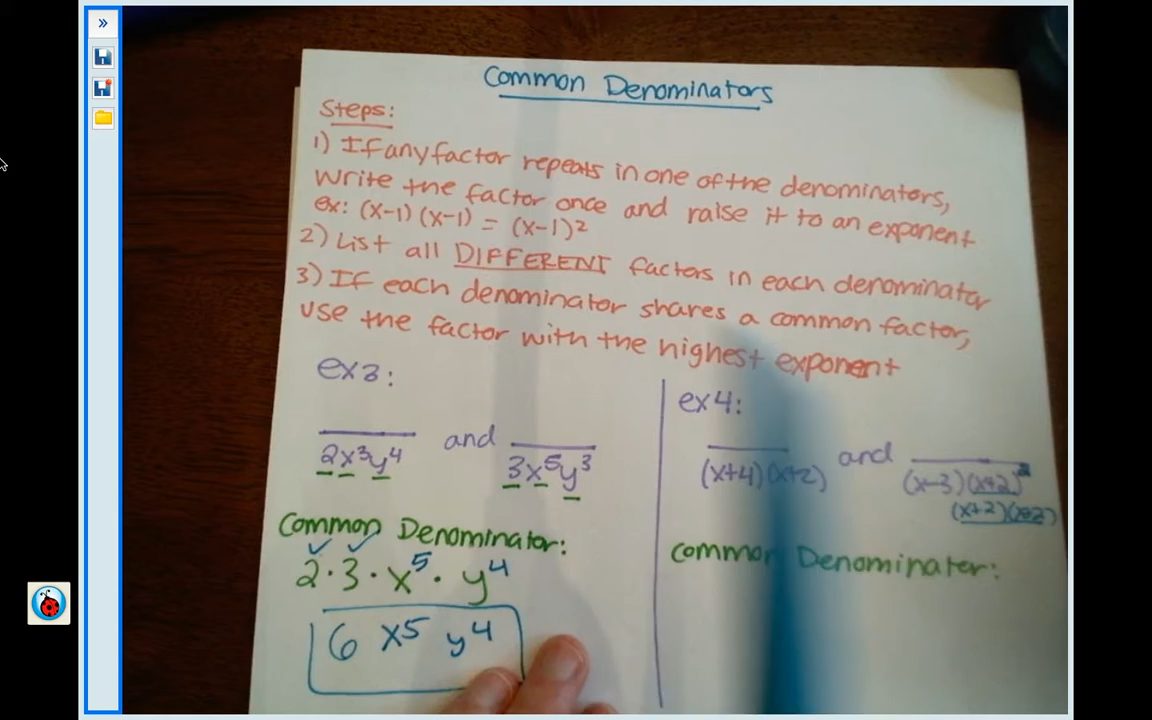 Common Denominators
Steps:
1) If any factor repeats in one of the denominators,
write the factor once and raise it to an exponent
ex: (x-1)(x-1) = (x-1)²
2) List all DIFFERENT factors in each denominator
3) If each denominator shares a common factor,
use the factor with the highest exponent
ex3:
2x³y⁴ and 3x⁵y³
Common Denominator:
2·3·x⁵·y⁴
6 x⁵ y⁴
ex4:
(x+4)(x+2) and (x-3)(x+2)²
(x+2)(x+2)
Common Denominator: